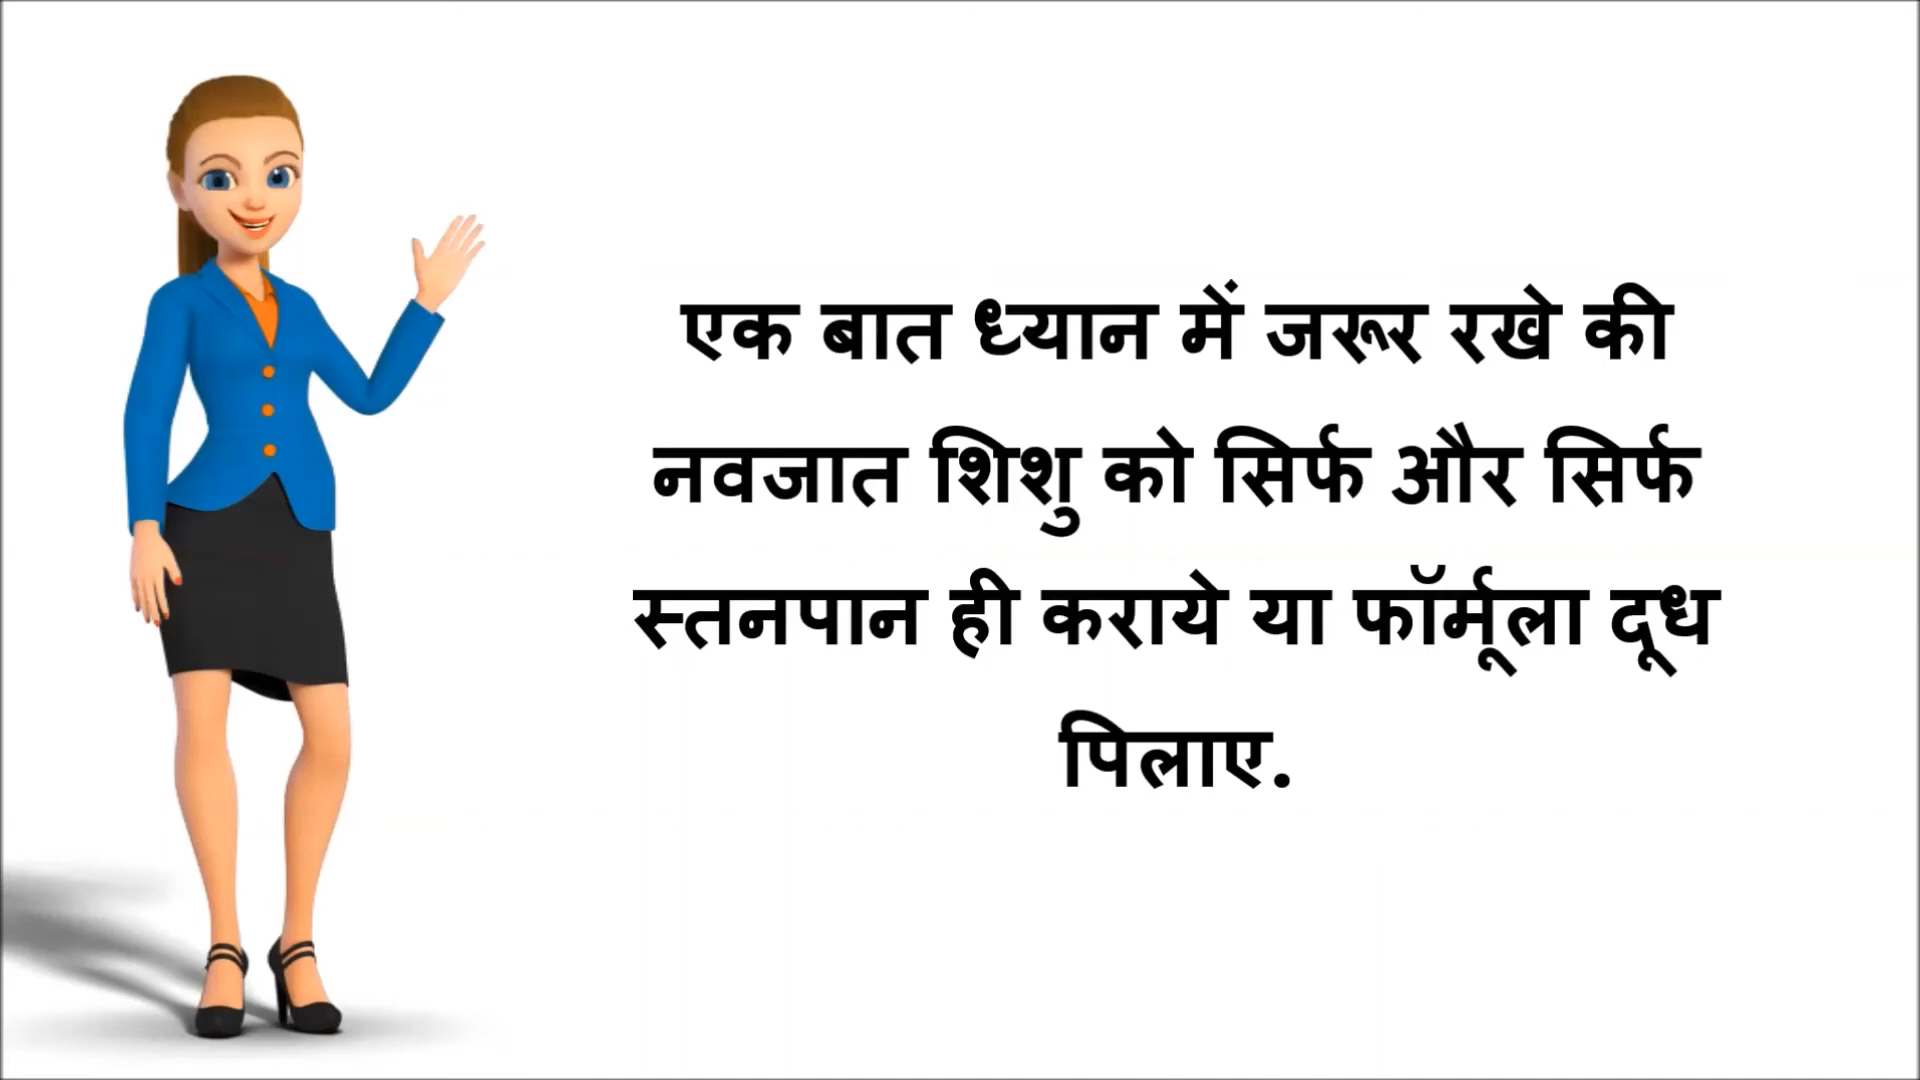 एक बात ध्यान में जरूर रखे की
नवजात शिशु को सिर्फ और सिर्फ
स्तनपान ही कराये या फॉर्मूला दूध
पिलाए.